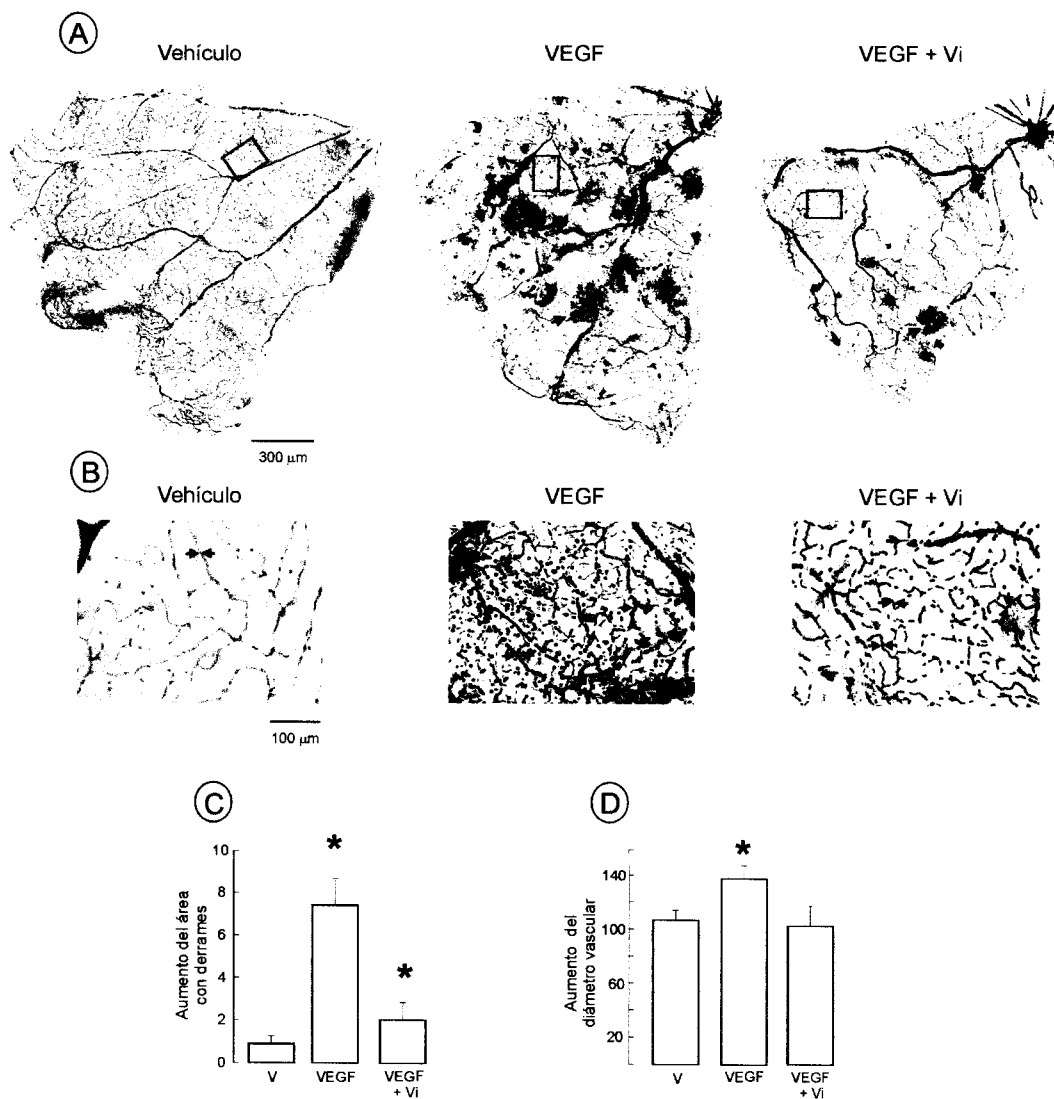 A
Vehículo
VEGF
VEGF + Vi
300 µm
B
Vehículo
VEGF
VEGF + Vi
100 µm
C
Aumento del área
con derrames
10
8
6
4
2
0
*
*
V
VEGF
VEGF
+ Vi
D
Aumento del
diámetro vascular
140
100
60
20
*
V
VEGF
VEGF
+ Vi